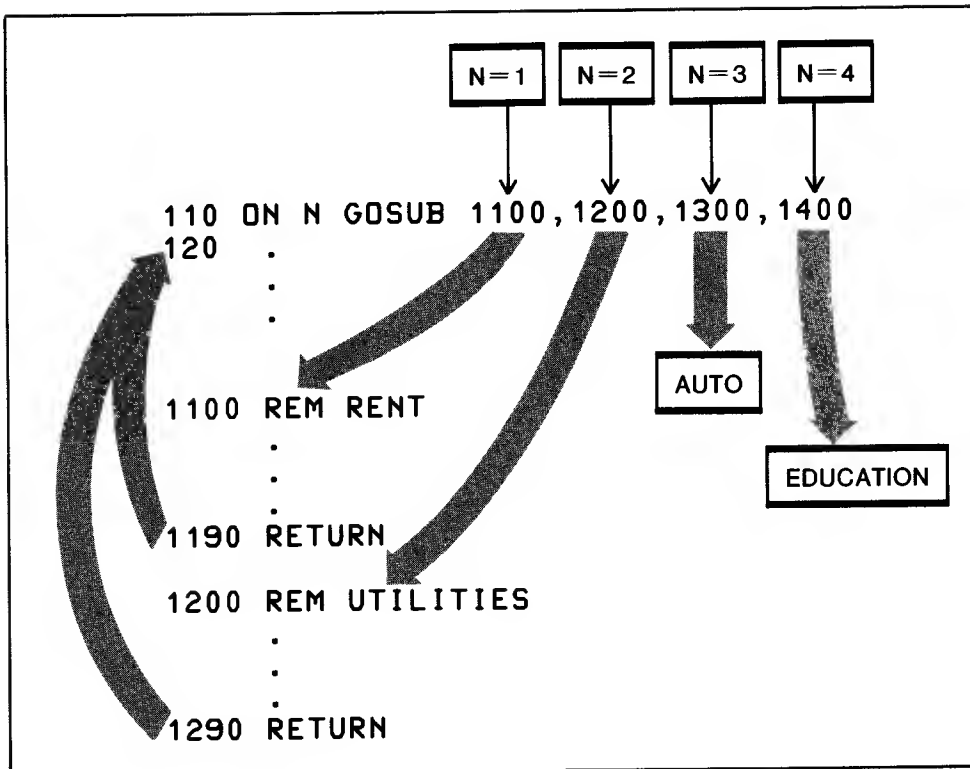 N=1 N=2 N=3 N=4
110 ON N GOSUB 1100,1200,1300,1400
120 .
.
.
AUTO
1100 REM RENT
.
.
.
EDUCATION
1190 RETURN
1200 REM UTILITIES
.
.
.
1290 RETURN